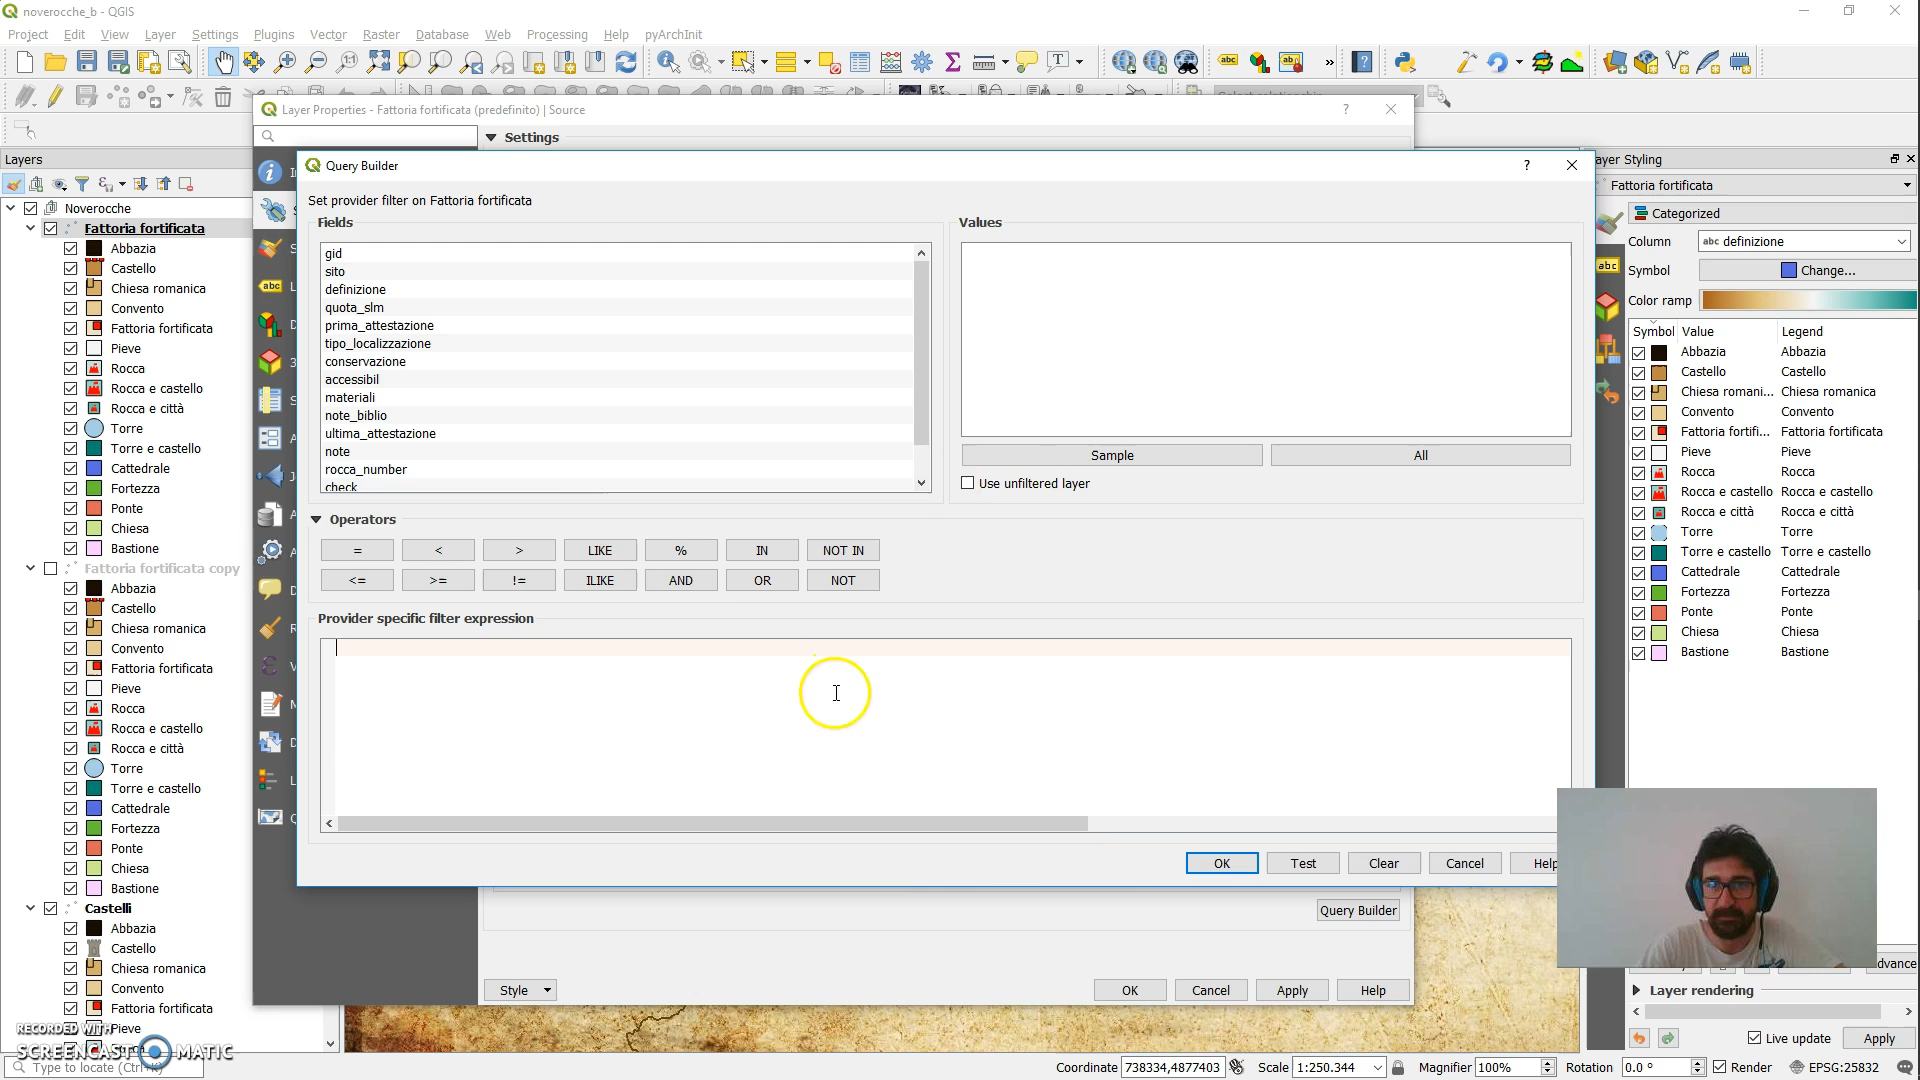 noverocche_b - QGIS
Project Edit View Layer Settings Plugins Vector Raster Database Web Processing Help pyArchInit
Layer Properties - Fattoria fortificata (predefinito) | Source
Settings
Layers
Noverocche
Fattoria fortificata
Abbazia
Castello
Chiesa romanica
Convento
Fattoria fortificata
Pieve
Rocca
Rocca e castello
Rocca e città
Torre
Torre e castello
Cattedrale
Fortezza
Ponte
Chiesa
Bastione
Fattoria fortificata copy
Abbazia
Castello
Chiesa romanica
Convento
Fattoria fortificata
Pieve
Rocca
Rocca e castello
Rocca e città
Torre
Torre e castello
Cattedrale
Fortezza
Ponte
Chiesa
Bastione
Castelli
Abbazia
Castello
Chiesa romanica
Convento
Fattoria fortificata
Pieve
RECORDED WITH
SCREENCAST MATIC
Type to locate (Ctrl+K)
Query Builder
Set provider filter on Fattoria fortificata
Fields
gid
sito
definizione
quota_slm
prima_attestazione
tipo_localizzazione
conservazione
accessibil
materiali
note_biblio
ultima_attestazione
note
rocca_number
check
Values
Sample All
Use unfiltered layer
Operators
= < > LIKE % IN NOT IN
<= >= != ILIKE AND OR NOT
Provider specific filter expression
OK Test Clear Cancel Help
Query Builder
Style OK Cancel Apply Help
ayer Styling
Fattoria fortificata
Categorized
Column abc definizione
Symbol Change...
Color ramp
Symbol Value Legend
Abbazia Abbazia
Castello Castello
Chiesa romani... Chiesa romanica
Convento Convento
Fattoria fortifi... Fattoria fortificata
Pieve Pieve
Rocca Rocca
Rocca e castello Rocca e castello
Rocca e città Rocca e città
Torre Torre
Torre e castello Torre e castello
Cattedrale Cattedrale
Fortezza Fortezza
Ponte Ponte
Chiesa Chiesa
Bastione Bastione
dvance
Layer rendering
Live update Apply
Coordinate 738334,4877403 Scale 1:250.344 Magnifier 100% Rotation 0.0 ° Render EPSG:25832